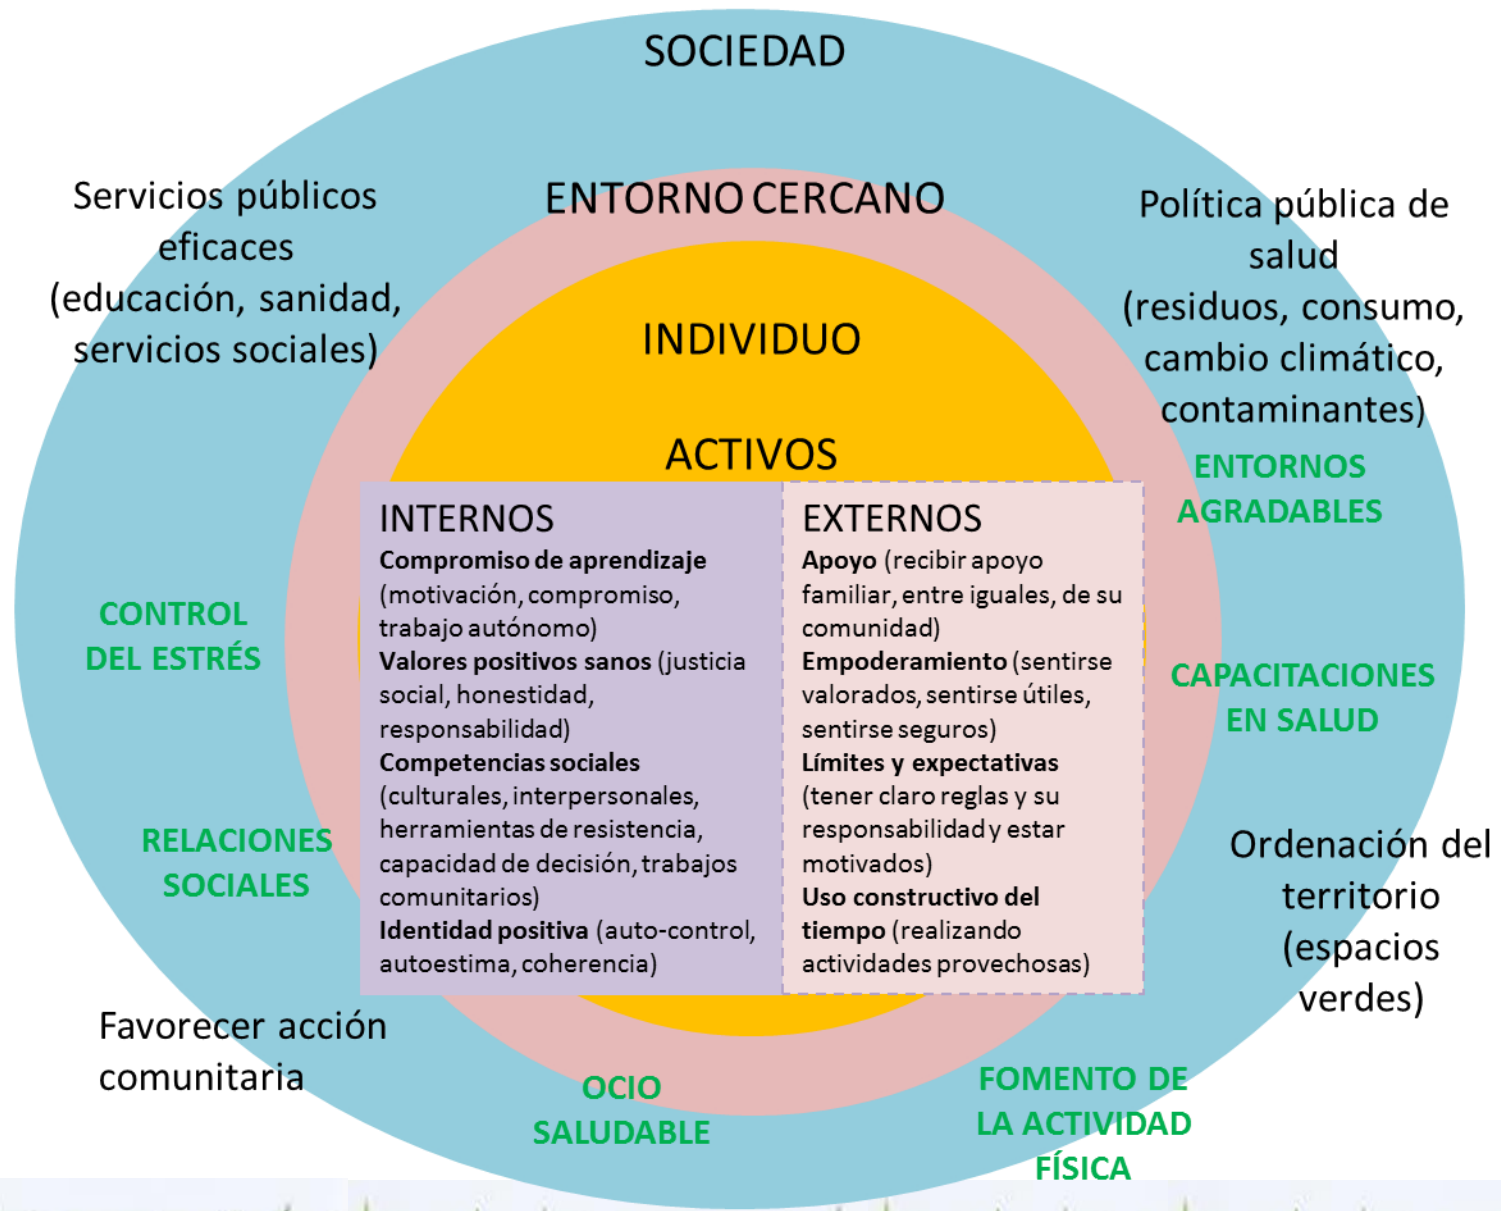 SOCIEDAD
Servicios públicos
eficaces
(educación, sanidad,
servicios sociales)
ENTORNO CERCANO
Política pública de
salud
(residuos, consumo,
cambio climático,
contaminantes)
INDIVIDUO
ACTIVOS
INTERNOS
Compromiso de aprendizaje
(motivación, compromiso,
trabajo autónomo)
Valores positivos sanos (justicia
social, honestidad,
responsabilidad)
Competencias sociales
(culturales, interpersonales,
herramientas de resistencia,
capacidad de decisión, trabajos
comunitarios)
Identidad positiva (auto-control,
autoestima, coherencia)
EXTERNOS
Apoyo (recibir apoyo
familiar, entre iguales, de su
comunidad)
Empoderamiento (sentirse
valorados, sentirse útiles,
sentirse seguros)
Límites y expectativas
(tener claro reglas y su
responsabilidad y estar
motivados)
Uso constructivo del
tiempo (realizando
actividades provechosas)
ENTORNOS
AGRADABLES
CONTROL
DEL ESTRÉS
CAPACITACIONES
EN SALUD
RELACIONES
SOCIALES
Ordenación del
territorio
(espacios
verdes)
Favorecer acción
comunitaria
OCIO
SALUDABLE
FOMENTO DE
LA ACTIVIDAD
FÍSICA